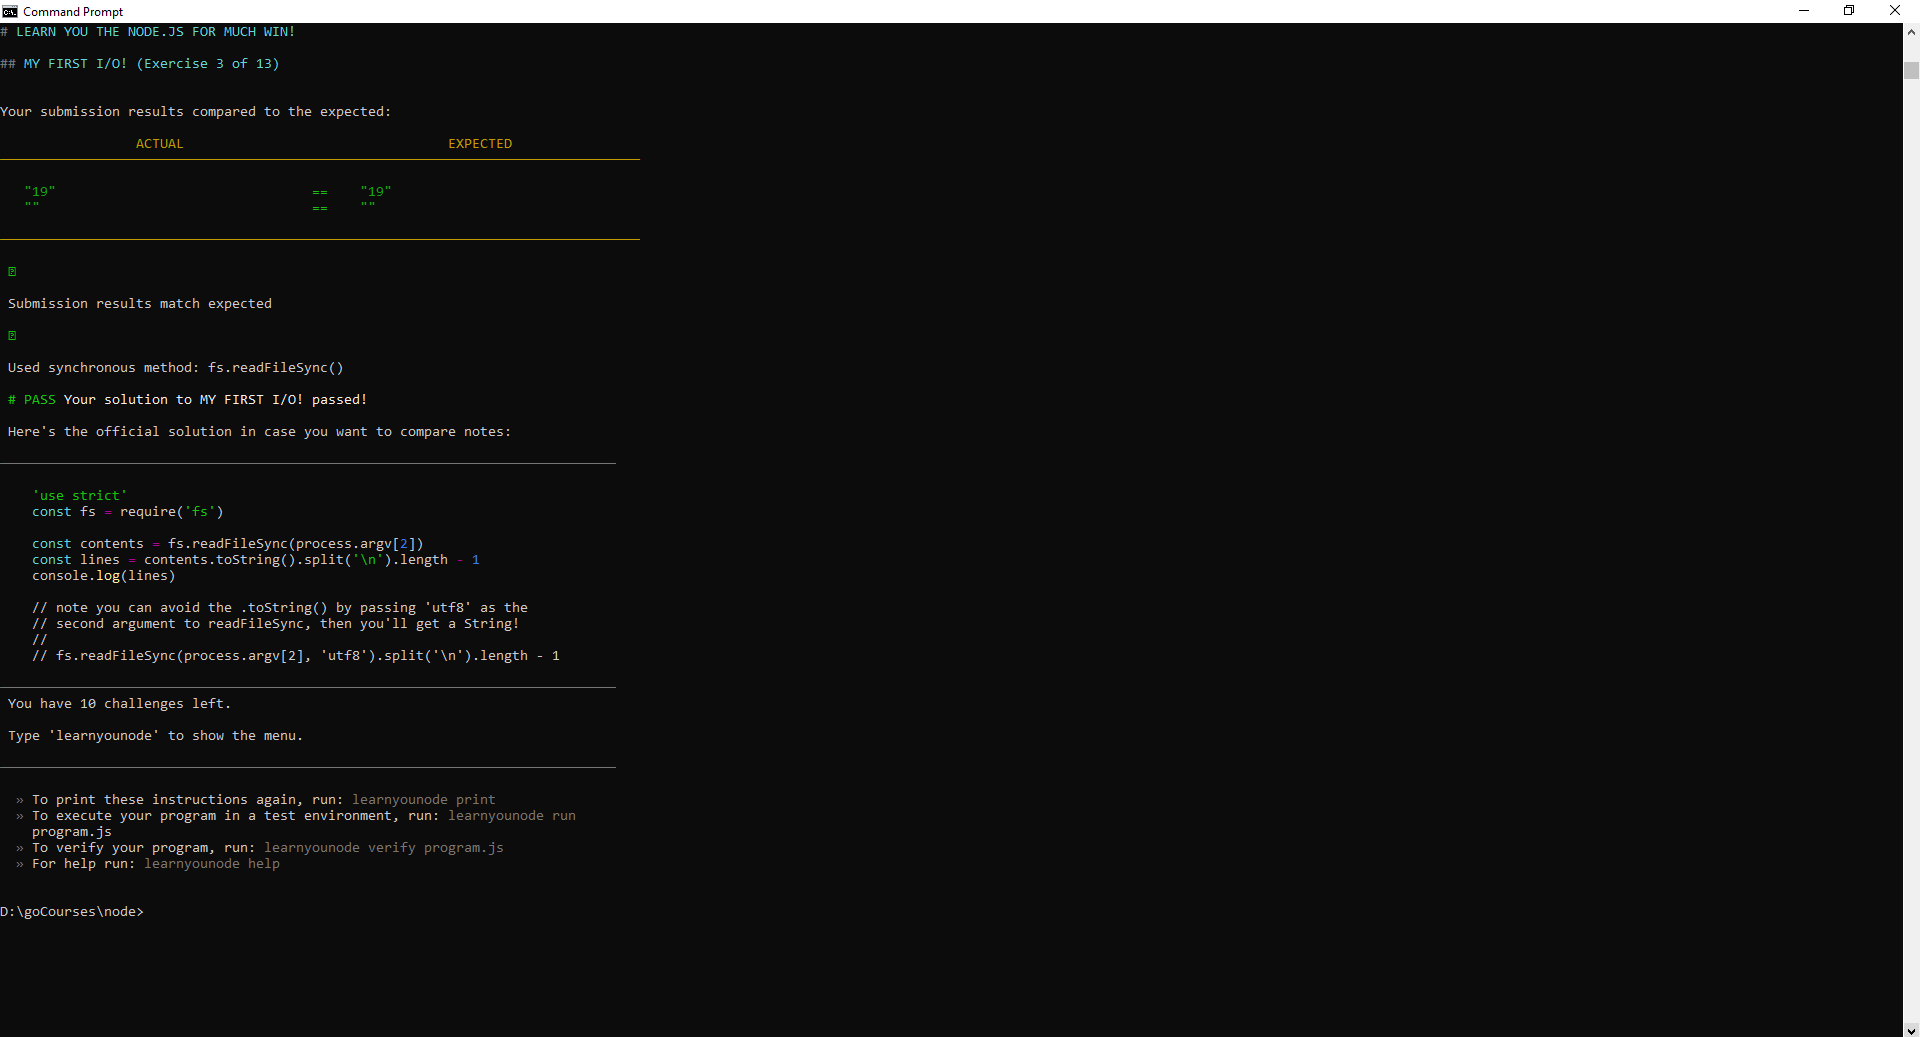 Command Prompt
# LEARN YOU THE NODE.JS FOR MUCH WIN!
## MY FIRST I/O! (Exercise 3 of 13)
Your submission results compared to the expected:
ACTUAL EXPECTED
"19" == "19"
"" == ""
Submission results match expected
Used synchronous method: fs.readFileSync()
# PASS Your solution to MY FIRST I/O! passed!
Here's the official solution in case you want to compare notes:
'use strict'
const fs = require('fs')
const contents = fs.readFileSync(process.argv[2])
const lines = contents.toString().split('\n').length - 1
console.log(lines)
// note you can avoid the .toString() by passing 'utf8' as the
// second argument to readFileSync, then you'll get a String!
//
// fs.readFileSync(process.argv[2], 'utf8').split('\n').length - 1
You have 10 challenges left.
Type 'learnyounode' to show the menu.
» To print these instructions again, run: learnyounode print
» To execute your program in a test environment, run: learnyounode run
program.js
» To verify your program, run: learnyounode verify program.js
» For help run: learnyounode help
D:\goCourses\node>